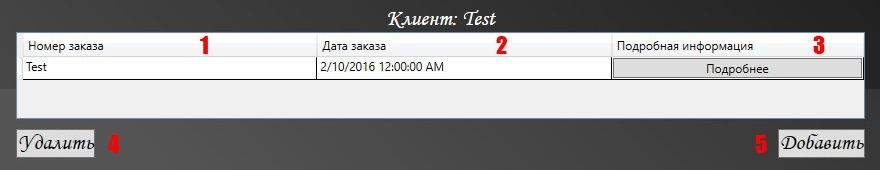 Клиент: Test
Номер заказа 1 Дата заказа 2 Подробная информация 3
Test 2/10/2016 12:00:00 AM Подробнее
Удалить 4 5 Добавить